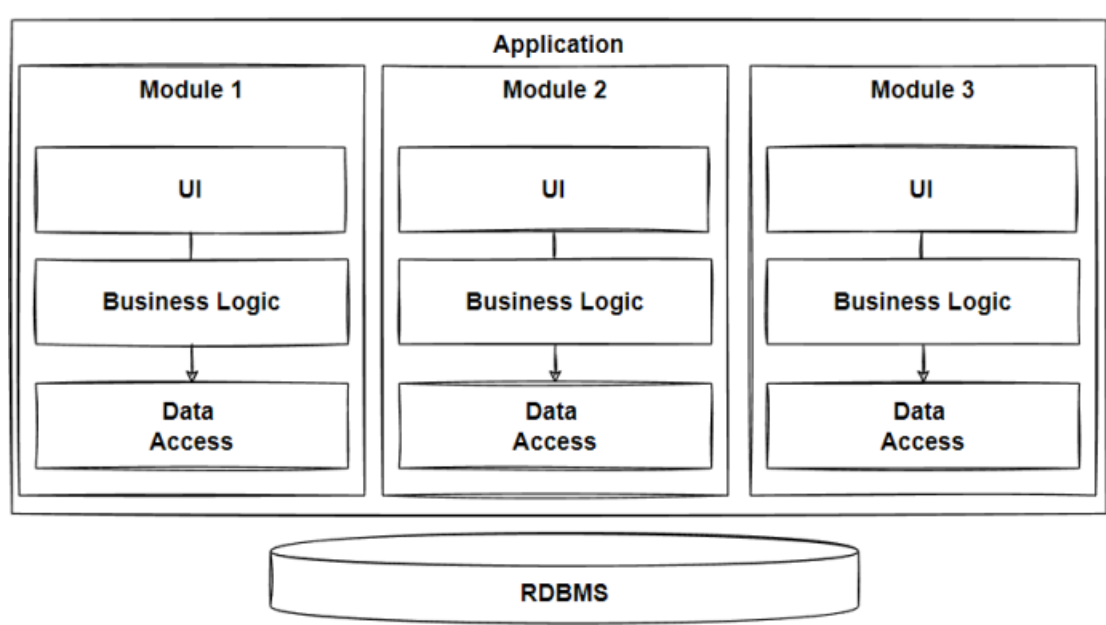 Application
Module 1
Module 2
Module 3
UI
UI
UI
Business Logic
Business Logic
Business Logic
Data
Access
Data
Access
Data
Access
RDBMS